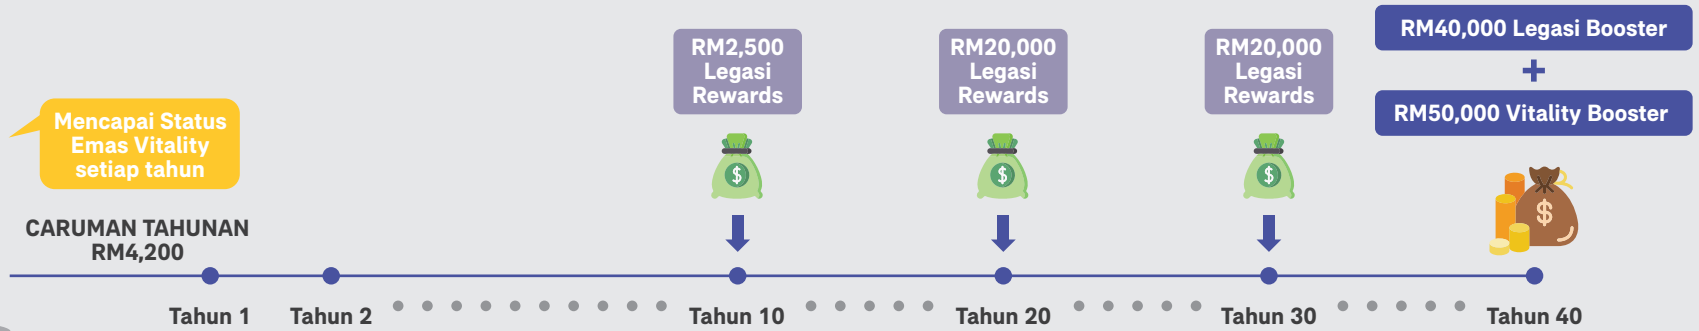 Mencapai Status
Emas Vitality
setiap tahun
CARUMAN TAHUNAN
RM4,200
RM2,500
Legasi
Rewards
RM20,000
Legasi
Rewards
RM20,000
Legasi
Rewards
RM40,000 Legasi Booster
+
RM50,000 Vitality Booster
$
$
$
$
Tahun 1
Tahun 2
Tahun 10
Tahun 20
Tahun 30
Tahun 40